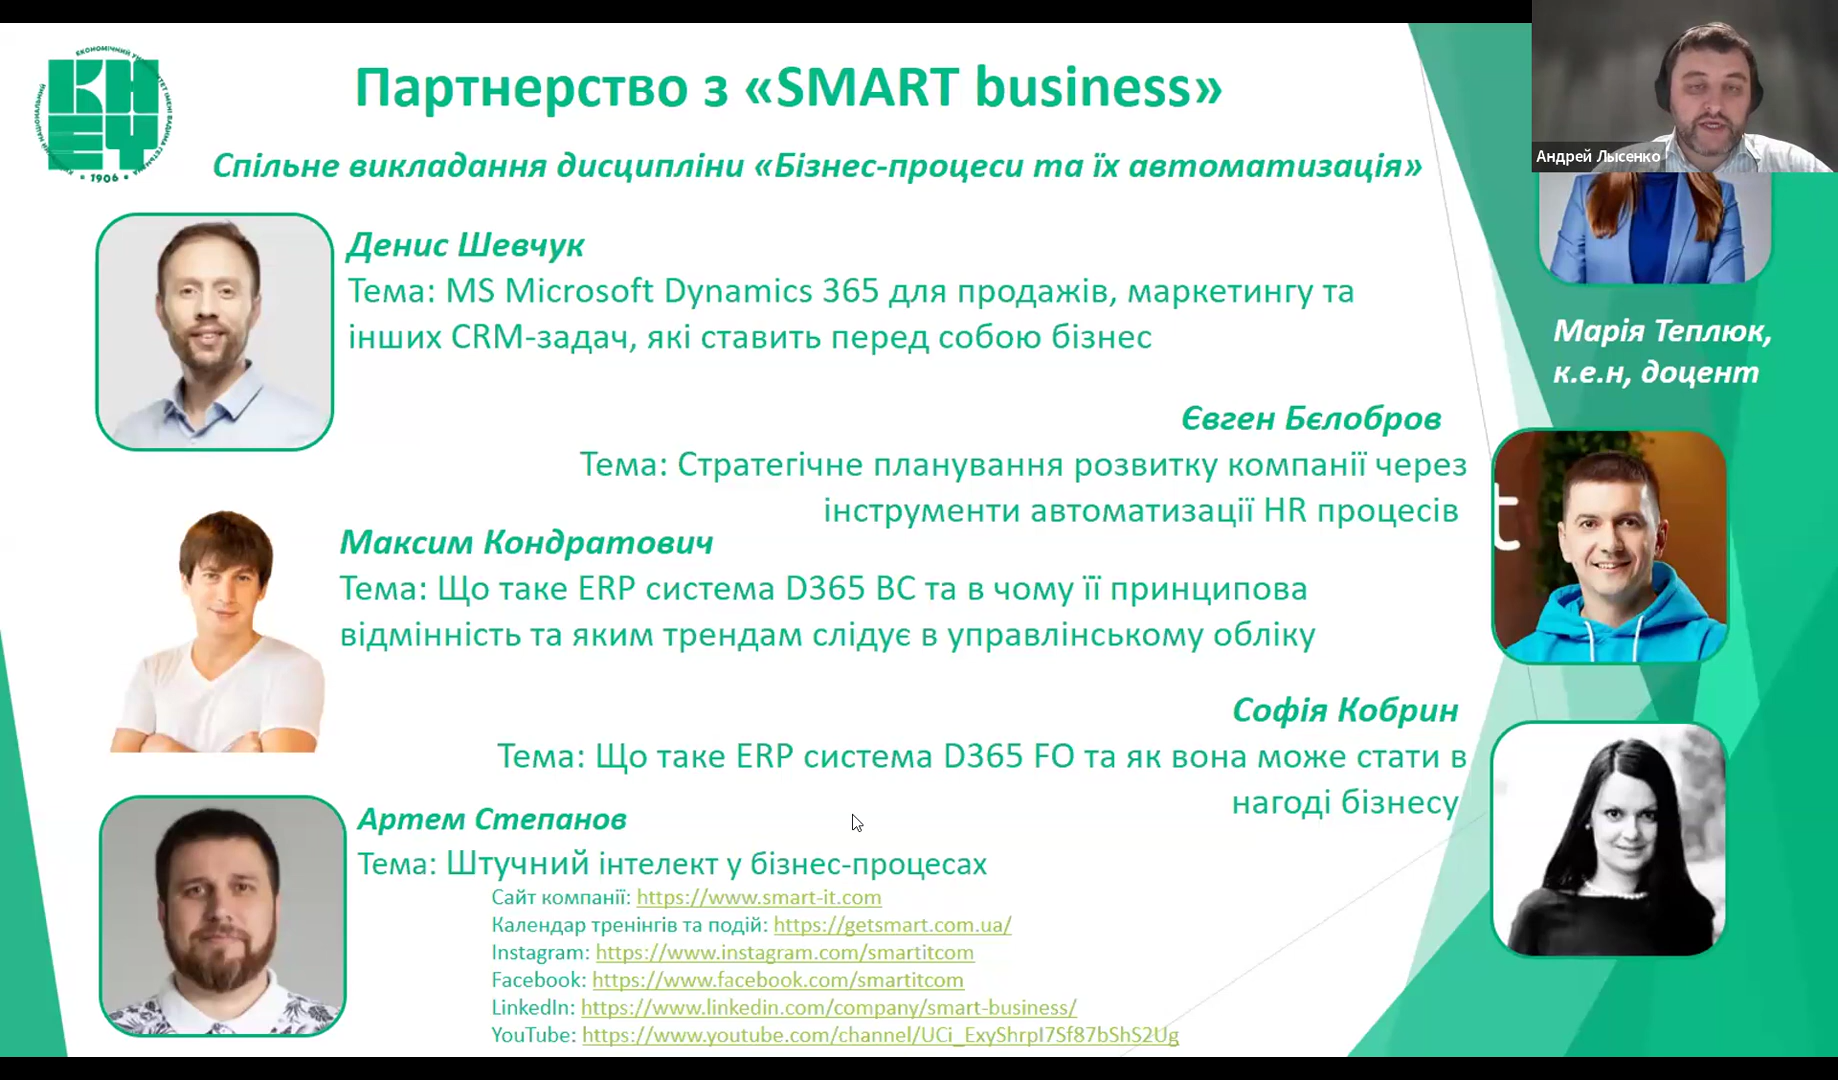 КНЕУ
1906
Партнерство з «SMART business»
Спільне викладання дисципліни «Бізнес-процеси та їх автоматизація»
Андрей Лысенко
Денис Шевчук
Тема: MS Microsoft Dynamics 365 для продажів, маркетингу та
інших CRM-задач, які ставить перед собою бізнес
Марія Теплюк,
к.е.н, доцент
Євген Бєлобров
Тема: Стратегічне планування розвитку компанії через
інструменти автоматизації HR процесів
t
Максим Кондратович
Тема: Що таке ERP система D365 BC та в чому її принципова
відмінність та яким трендам слідує в управлінському обліку
Софія Кобрин
Тема: Що таке ERP система D365 FO та як вона може стати в
нагоді бізнесу
Артем Степанов
Тема: Штучний інтелект у бізнес-процесах
Сайт компанії: https://www.smart-it.com
Календар тренінгів та подій: https://getsmart.com.ua/
Instagram: https://www.instagram.com/smartitcom
Facebook: https://www.facebook.com/smartitcom
LinkedIn: https://www.linkedin.com/company/smart-business/
YouTube: https://www.youtube.com/channel/UCi_ExyShrpI7Sf87bShS2Ug